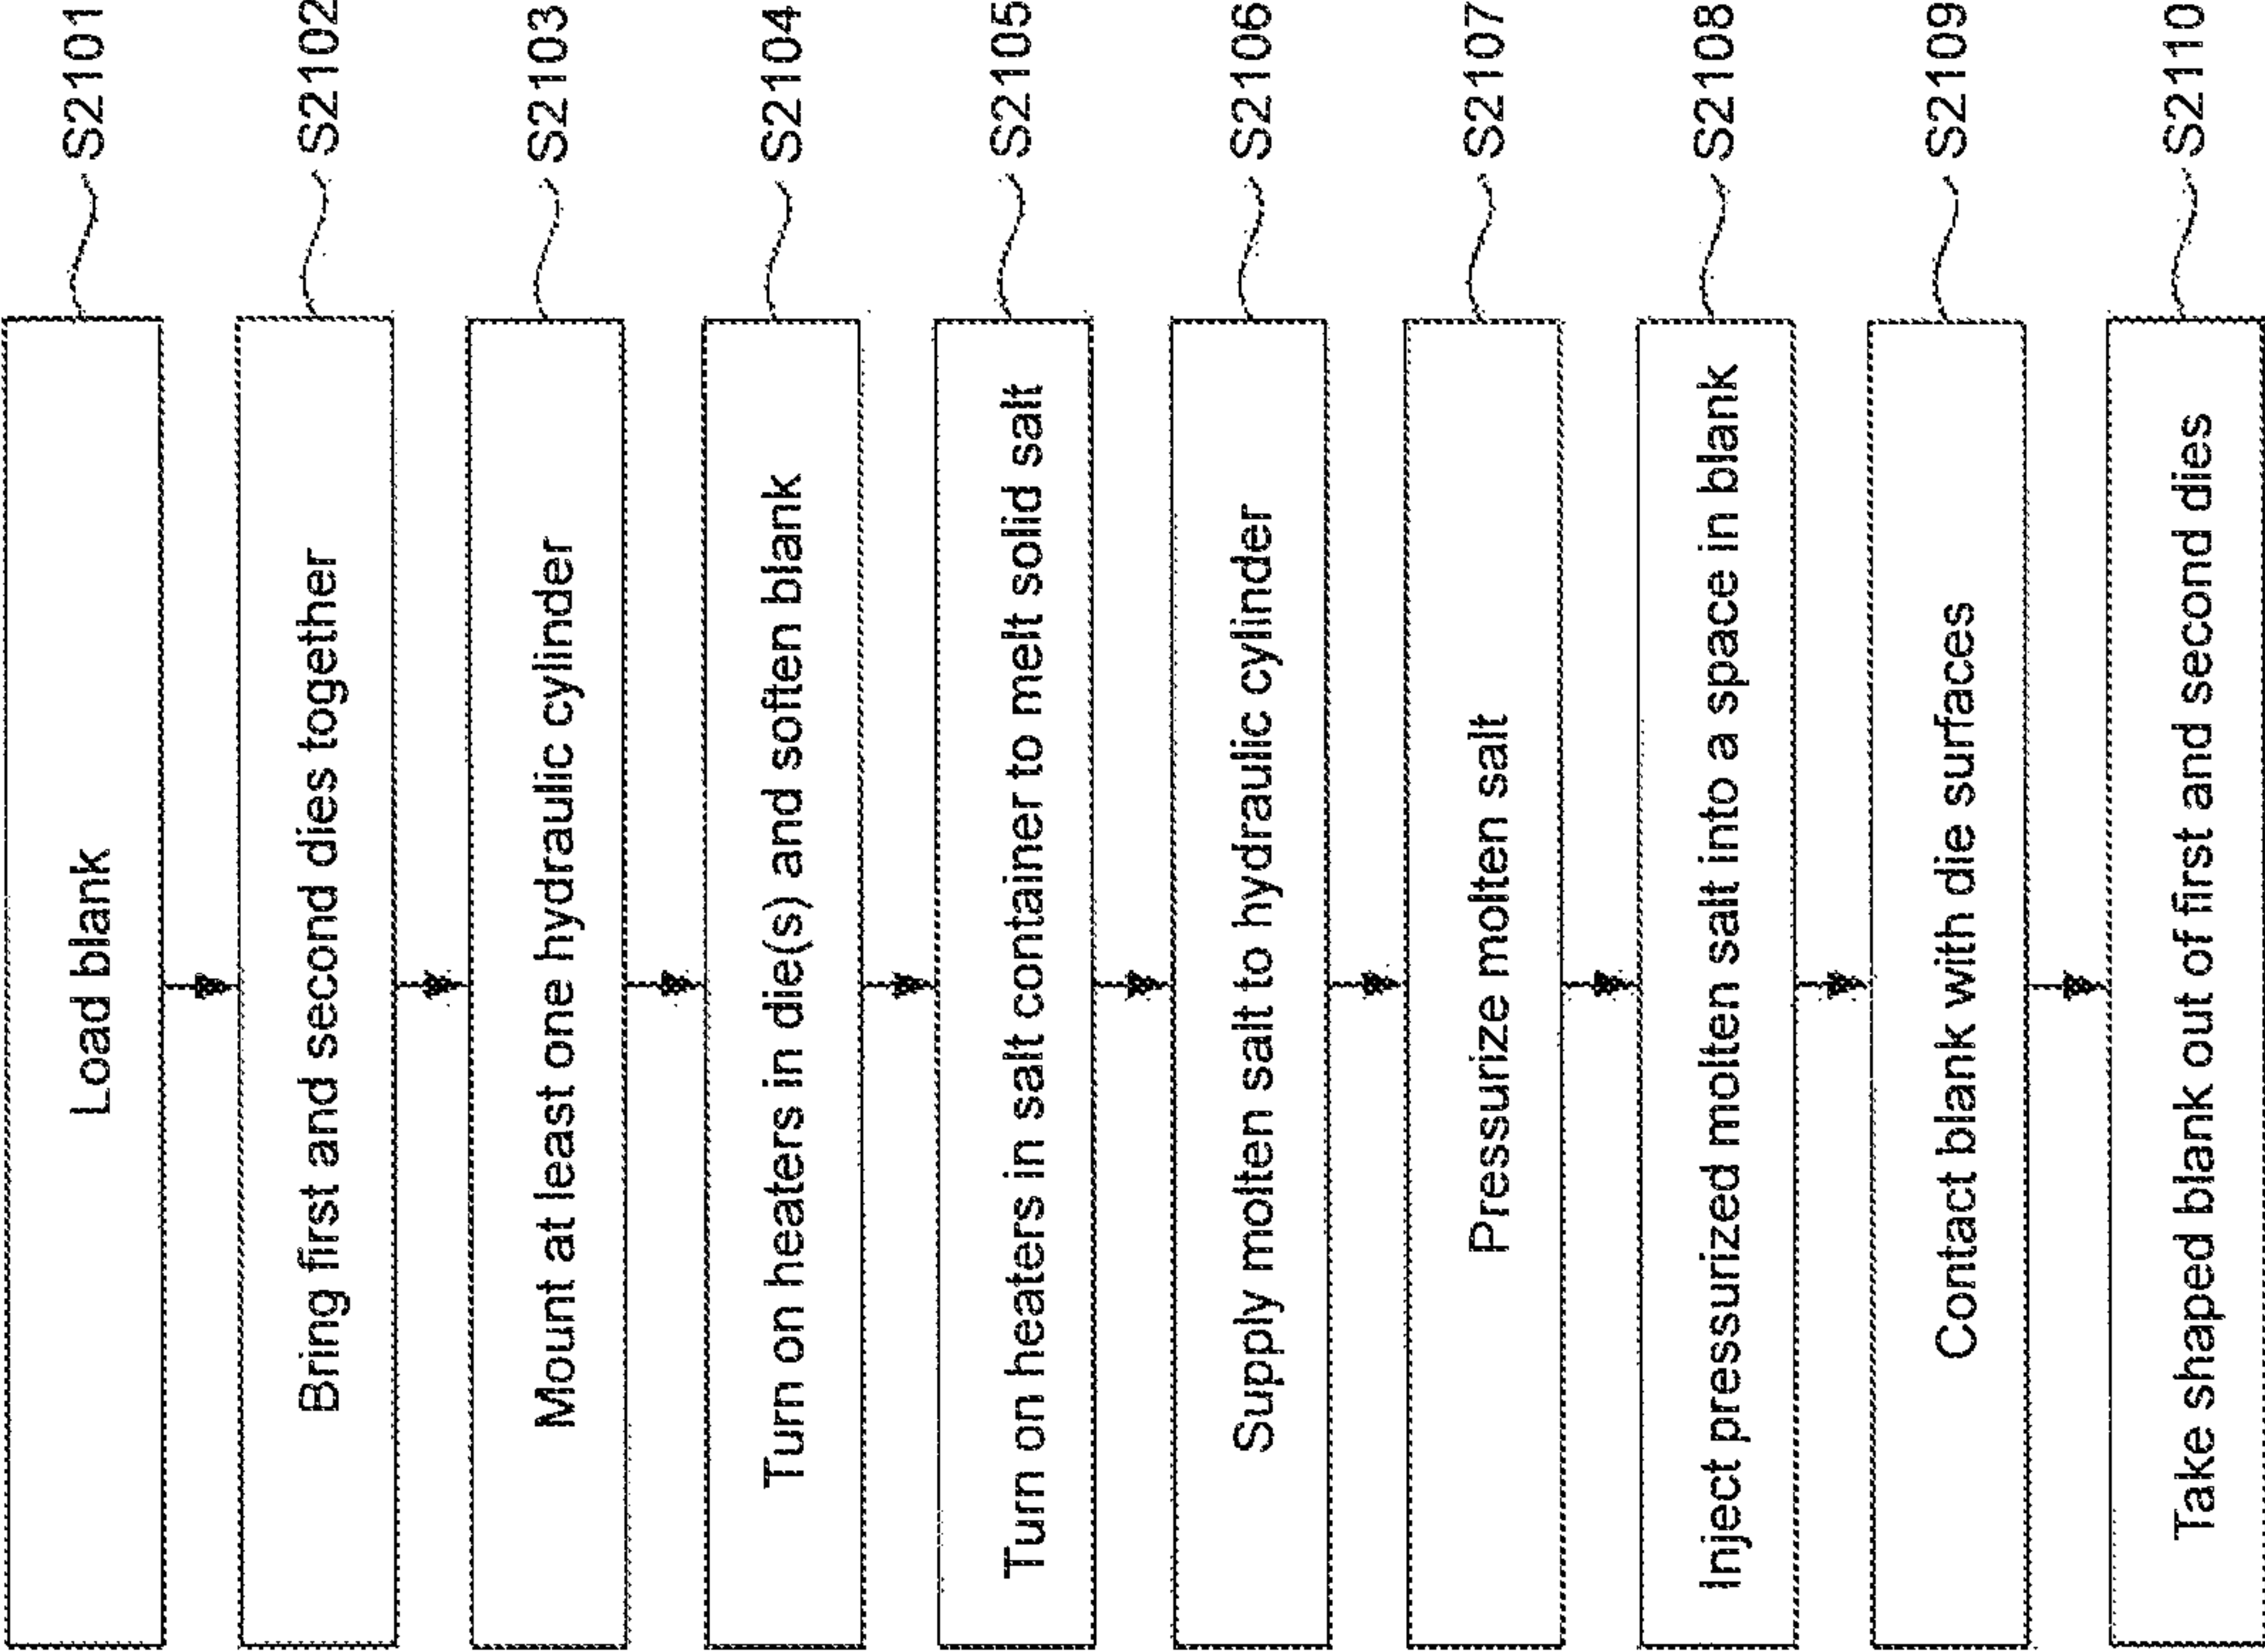 Load blank S2101
Bring first and second dies together S2102
Mount at least one hydraulic cylinder S2103
Turn on heaters in die(s) and soften blank S2104
Turn on heaters in salt container to melt solid salt S2105
Supply molten salt to hydraulic cylinder S2106
Pressurize molten salt S2107
Inject pressurized molten salt into a space in blank S2108
Contact blank with die surfaces S2109
Take shaped blank out of first and second dies S2110